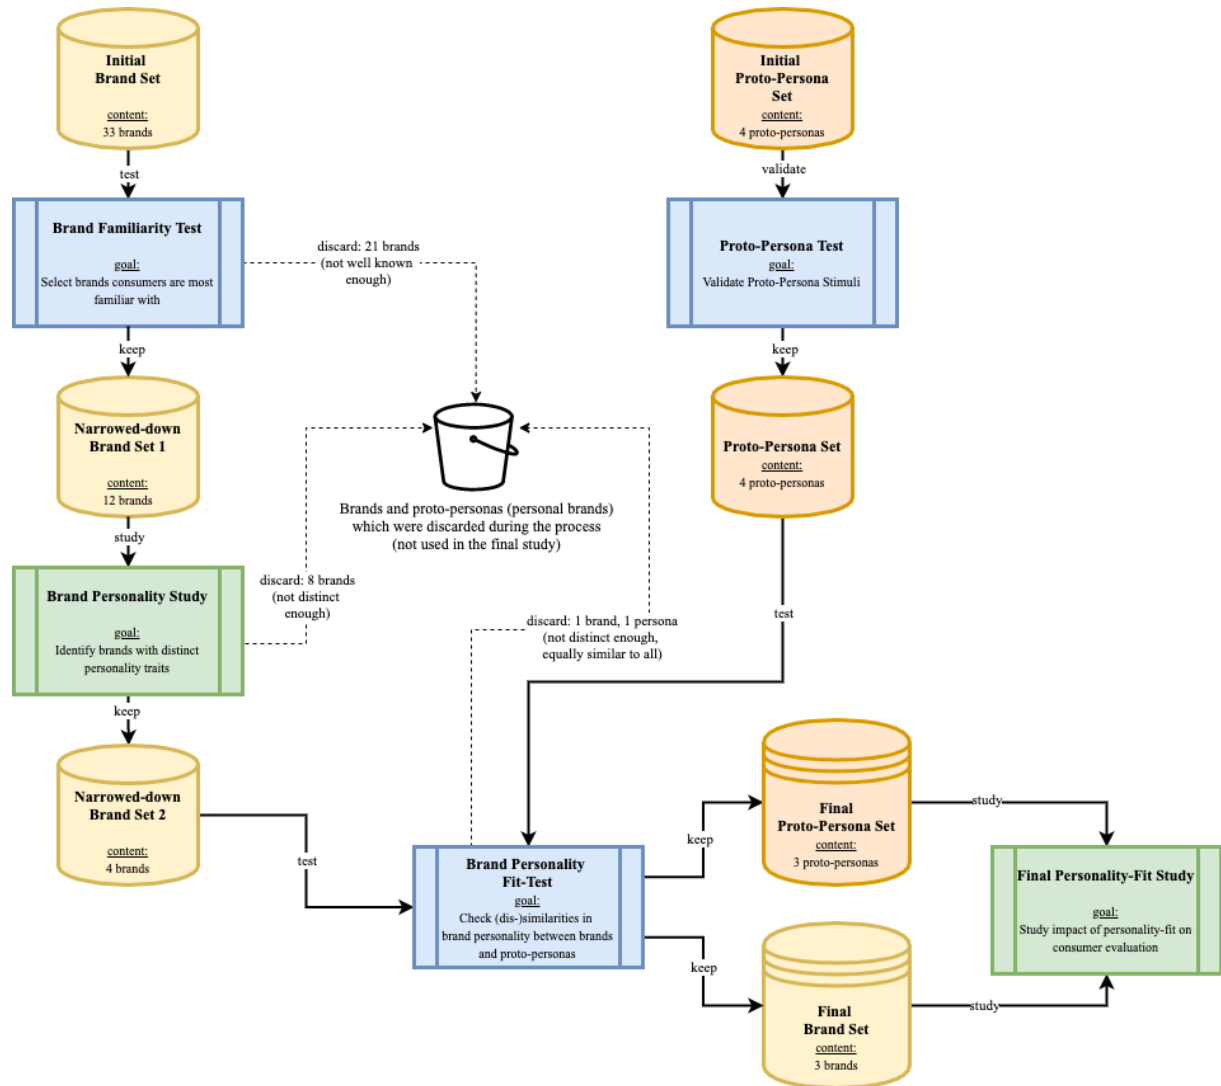 Initial
Brand Set
content:
33 brands
Initial
Proto-Persona
Set
content:
4 proto-personas
test
validate
Brand Familiarity Test
goal:
Select brands consumers are most
familiar with
discard: 21 brands
(not well known
enough)
Proto-Persona Test
goal:
Validate Proto-Persona Stimuli
keep
keep
Narrowed-down
Brand Set 1
content:
12 brands
Proto-Persona Set
content:
4 proto-personas
Brands and proto-personas (personal brands)
which were discarded during the process
(not used in the final study)
study
Brand Personality Study
goal:
Identify brands with distinct
personality traits
discard: 8 brands
(not distinct
enough)
discard: 1 brand, 1 persona
(not distinct enough,
equally similar to all)
test
keep
Narrowed-down
Brand Set 2
content:
4 brands
test
Brand Personality
Fit-Test
goal:
Check (dis-)similarities in
brand personality between brands
and proto-personas
keep
Final
Proto-Persona Set
content:
3 proto-personas
study
Final Personality-Fit Study
goal:
Study impact of personality-fit on
consumer evaluation
keep
Final
Brand Set
content:
3 brands
study